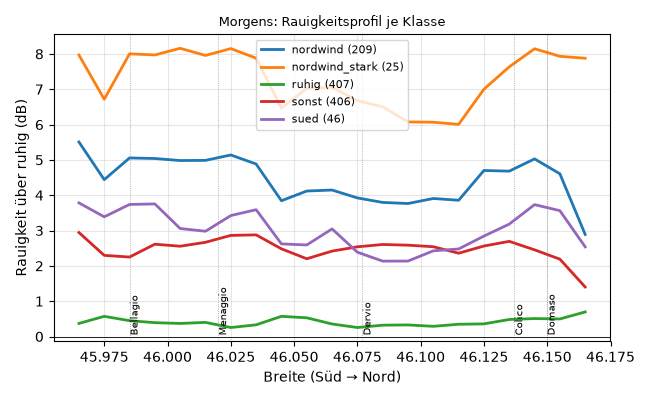 Morgens: Rauigkeitsprofil je Klasse
Rauigkeit über ruhig (dB)
8
7
6
5
4
3
2
1
0
nordwind (209)
nordwind_stark (25)
ruhig (407)
sonst (406)
sued (46)
Bellagio
Menaggio
Dervio
Colico
Domaso
45.975
46.000
46.025
46.050
46.075
46.100
46.125
46.150
46.175
Breite (Süd → Nord)